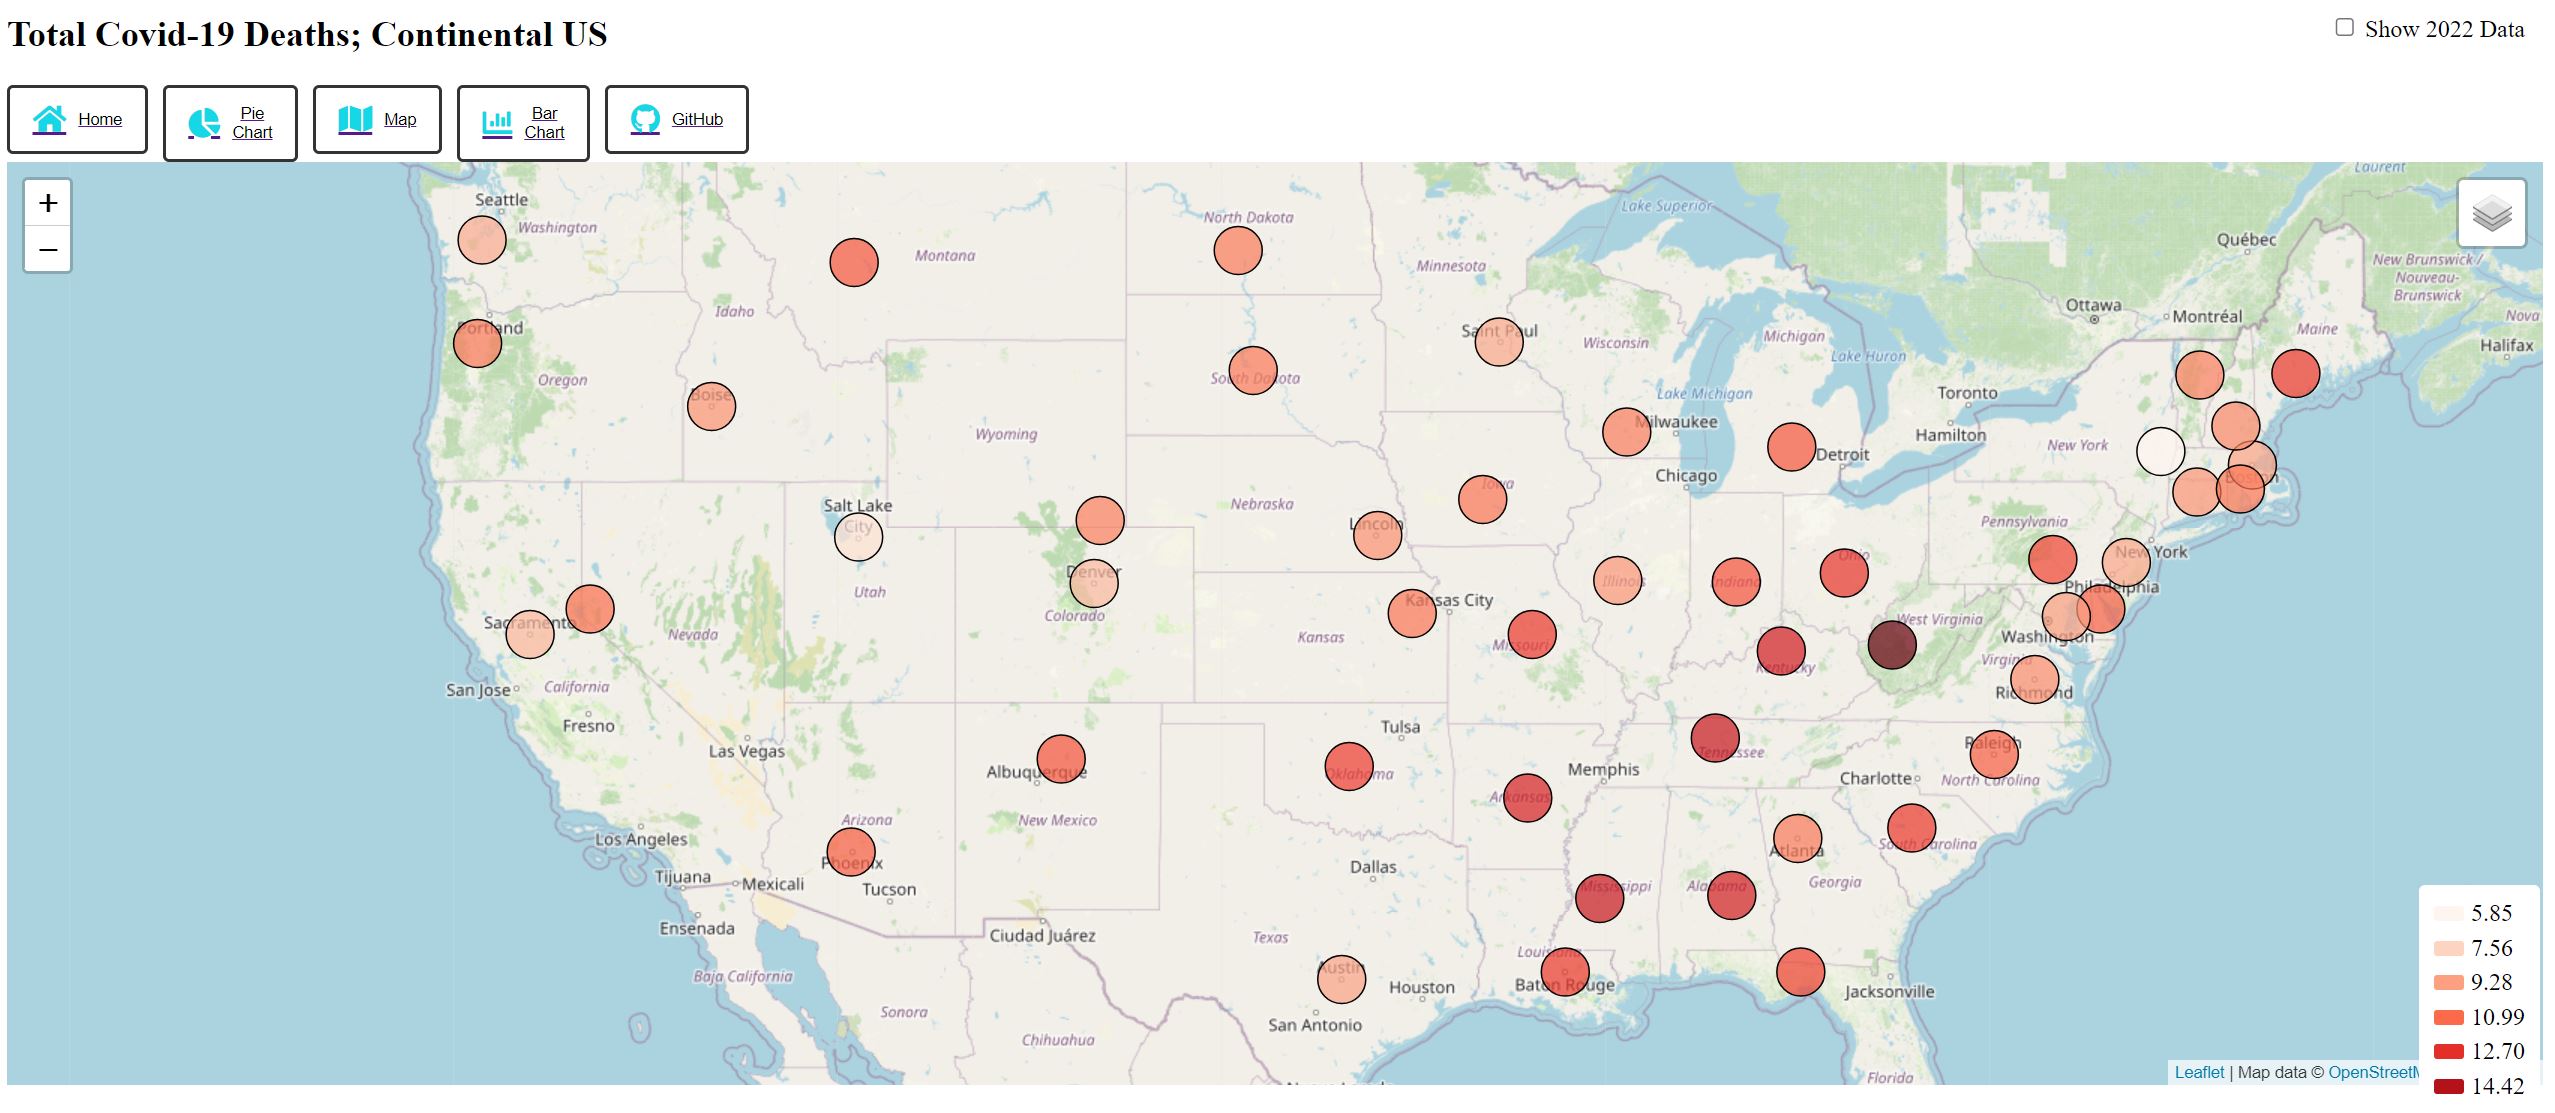 Total Covid-19 Deaths; Continental US
Show 2022 Data
Home
Pie
Chart
Map
Bar
Chart
GitHub
+
−
Laurent
Seattle
Washington
North Dakota
Lake Superior
Québec
Montana
Minnesota
New Brunswick /
Nouveau-
Brunswick
Idaho
Ottawa
Montréal
Nova
Portland
Saint Paul
Wisconsin
Michigan
Maine
Halifax
Lake Huron
Oregon
South Dakota
Boise
Lake Michigan
Toronto
Milwaukee
Hamilton
Wyoming
New York
Detroit
Chicago
Boston
Iowa
Salt Lake
City
Nebraska
Lincoln
Pennsylvania
New York
Ohio
Denver
Illinois
Indiana
Philadelphia
Utah
Colorado
Kansas City
West Virginia
Sacramento
Nevada
Kansas
Missouri
Washington
Kentucky
Virginia
San Jose
California
Richmond
Fresno
Tulsa
Las Vegas
Tennessee
Raleigh
Albuquerque
Oklahoma
Memphis
Charlotte
North Carolina
Arkansas
Arizona
New Mexico
Los Angeles
Phoenix
Dallas
Atlanta
South Carolina
Tijuana
Mexicali
Tucson
Mississippi
Alabama
Georgia
Ensenada
Ciudad Juárez
Texas
Louisiana
Baja California
Austin
Houston
Baton Rouge
Jacksonville
Sonora
San Antonio
Chihuahua
Florida
5.85
7.56
9.28
10.99
12.70
14.42
Leaflet | Map data © OpenStreetM